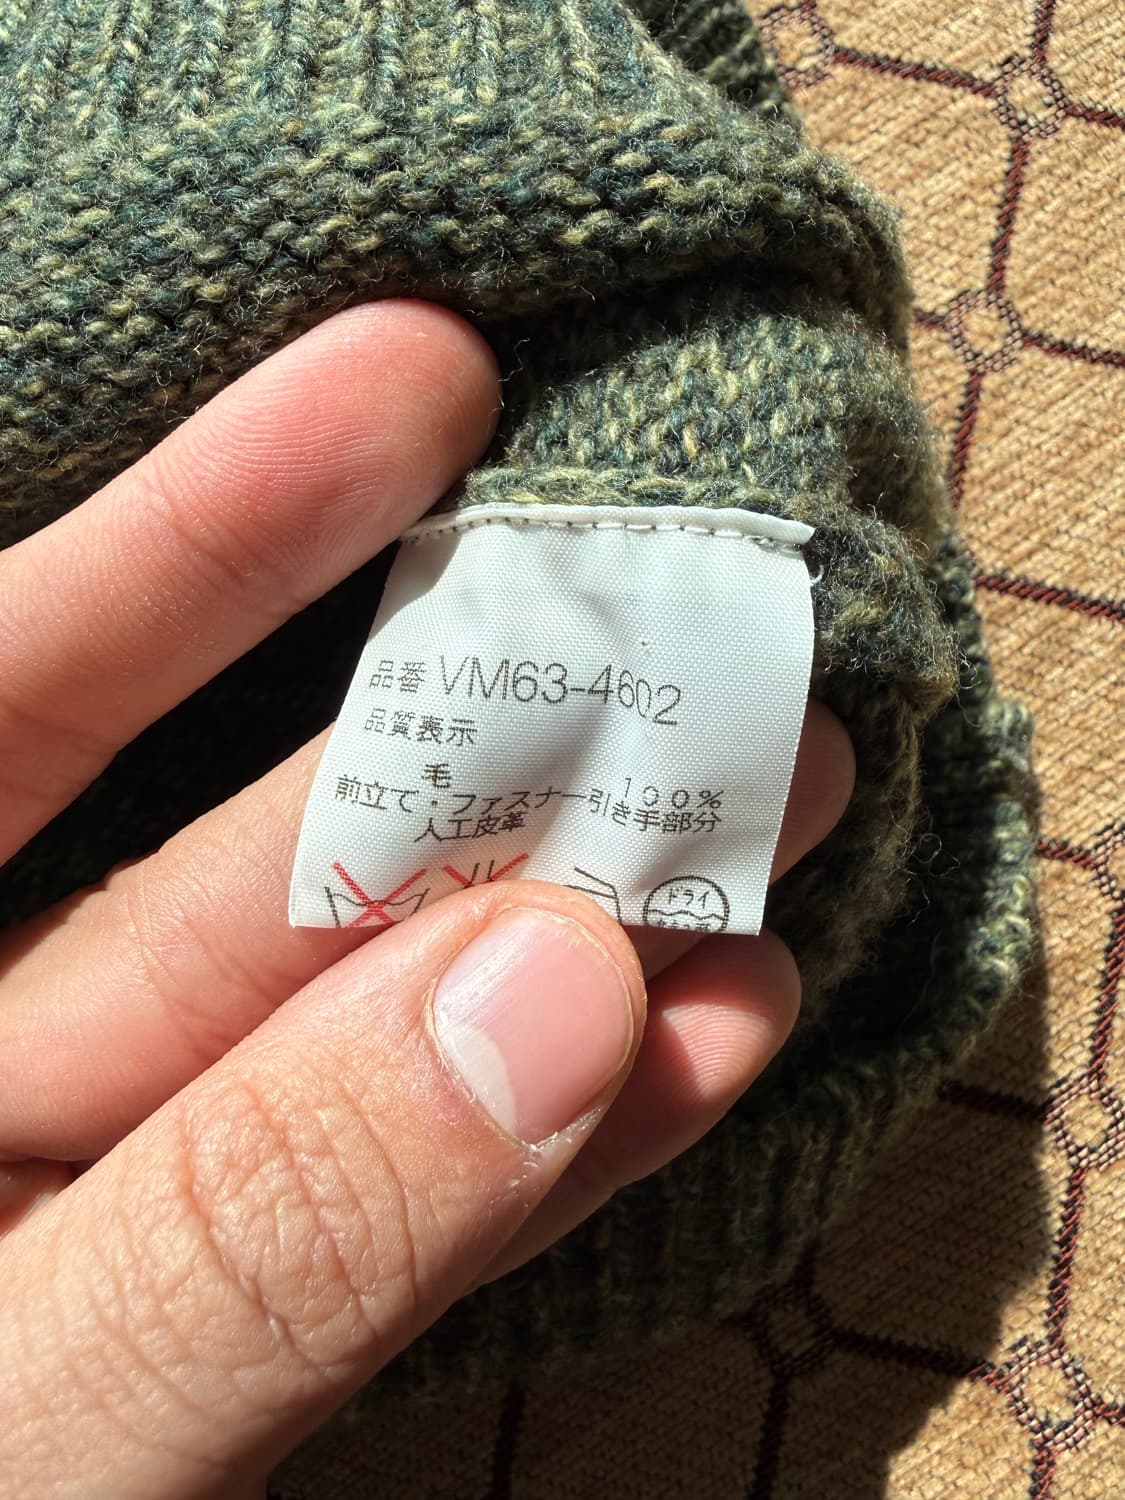 品番 VM63-4602
品質表示
毛 100%
前立て・ファスナー引き手部分
人工皮革
ドライ